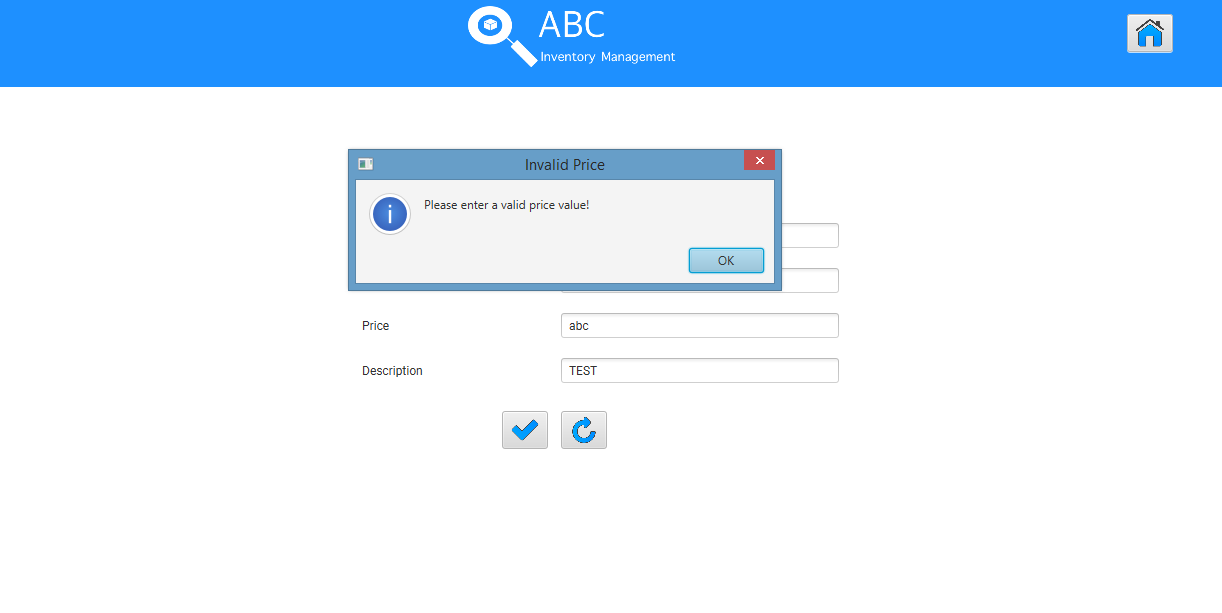 ABC
Inventory Management
Invalid Price
Please enter a valid price value!
OK
Price
abc
Description
TEST